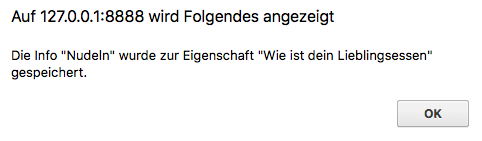 Auf 127.0.0.1:8888 wird Folgendes angezeigt
Die Info "Nudeln" wurde zur Eigenschaft "Wie ist dein Lieblingsessen"
gespeichert.
OK